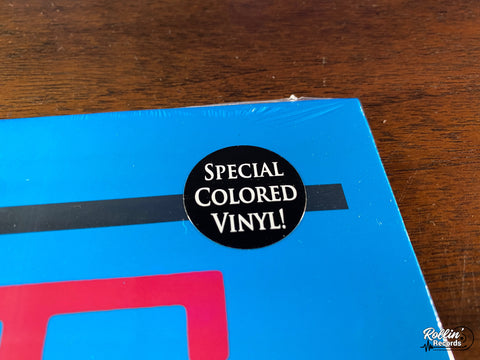 SPECIAL
COLORED
VINYL!
Rollin'
Records